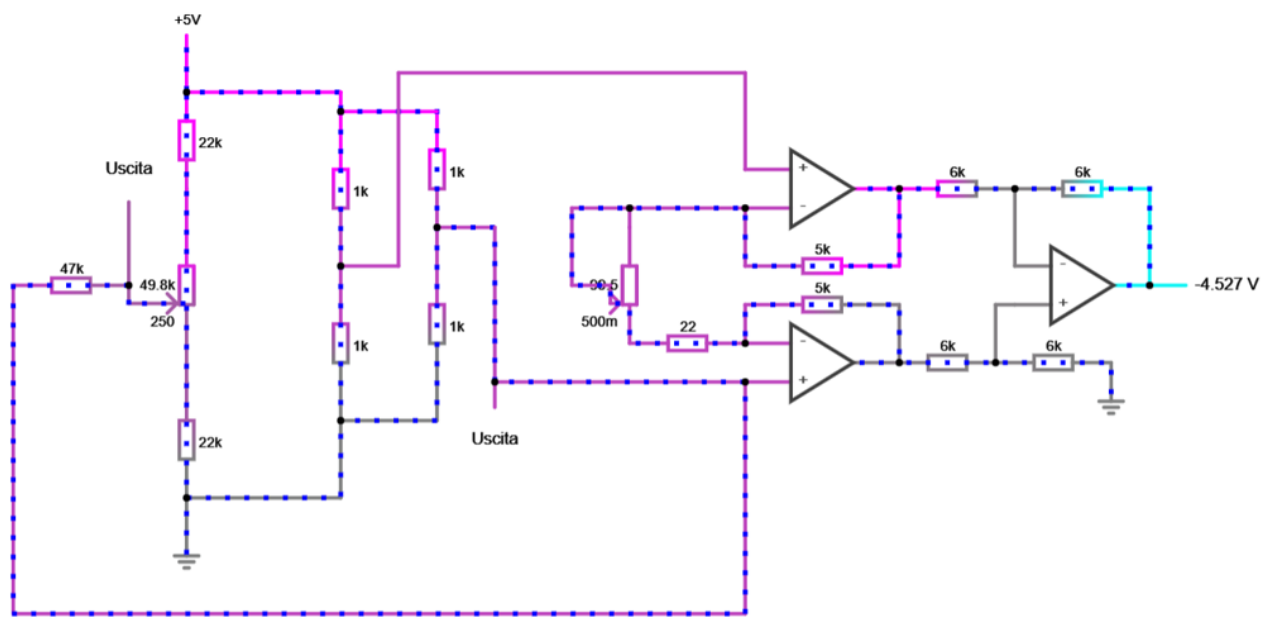 +5V
22k
Uscita
1k
1k
47k
49.8k
250
1k
1k
22k
Uscita
500m
22
+
-
5k
5k
-
+
6k
6k
-
+
-4.527 V
6k
6k